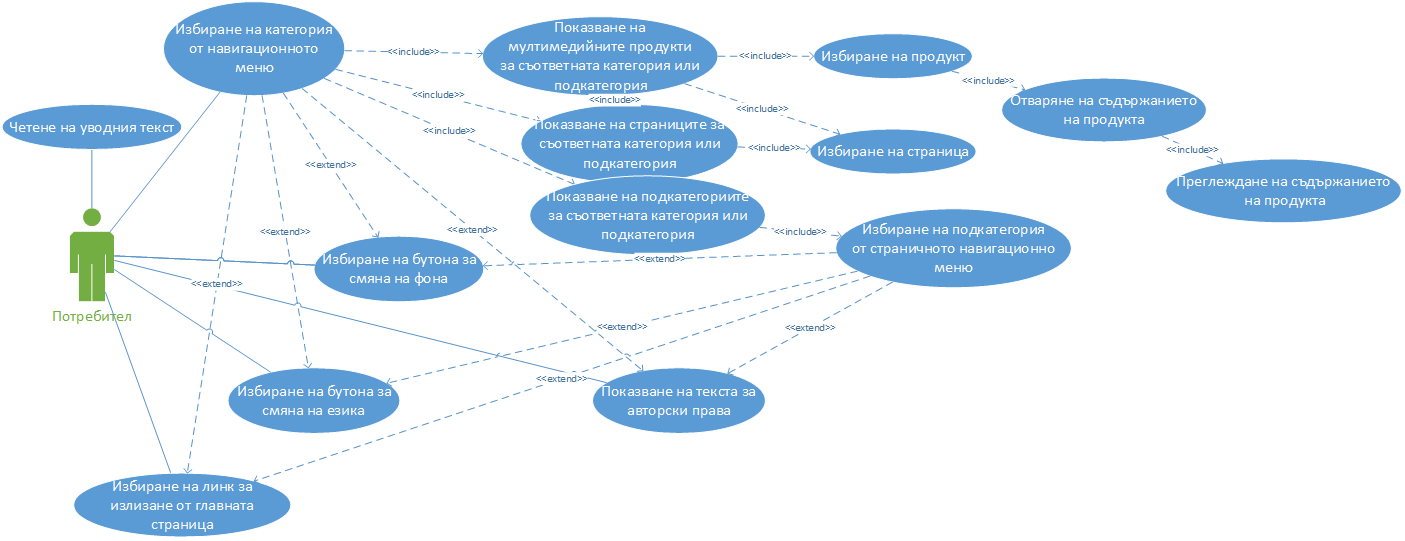 Избиране на категория
от навигационното
меню
<<include>>
Показване на
мултимедийните продукти
за съответната категория или
подкатегория
<<include>>
Избиране на продукт
<<include>>
Отваряне на съдържанието
на продукта
<<include>>
Преглеждане на съдържанието
на продукта
<<include>>
<<include>>
<<include>>
Показване на страниците за
съответната категория или
подкатегория
<<include>>
Избиране на страница
Четене на уводния текст
<<include>>
<<extend>>
Показване на подкатегориите
за съответната категория или
подкатегория
<<include>>
Избиране на подкатегория
от страничното навигационно
меню
<<extend>>
<<extend>>
<<extend>>
Избиране на бутона за
смяна на фона
<<extend>>
Потребител
<<extend>>
<<extend>>
<<extend>>
Избиране на бутона за
смяна на езика
Показване на текста за
авторски права
Избиране на линк за
излизане от главната
страница